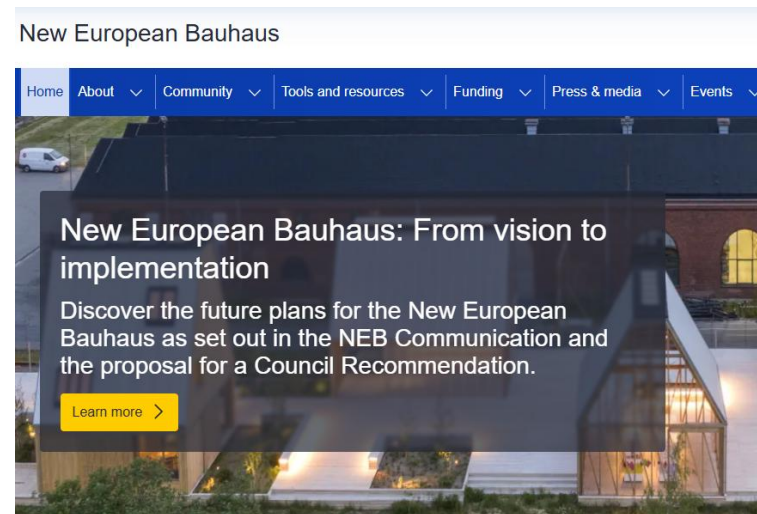 New European Bauhaus
Home About Community Tools and resources Funding Press & media Events
New European Bauhaus: From vision to
implementation
Discover the future plans for the New European
Bauhaus as set out in the NEB Communication and
the proposal for a Council Recommendation.
Learn more